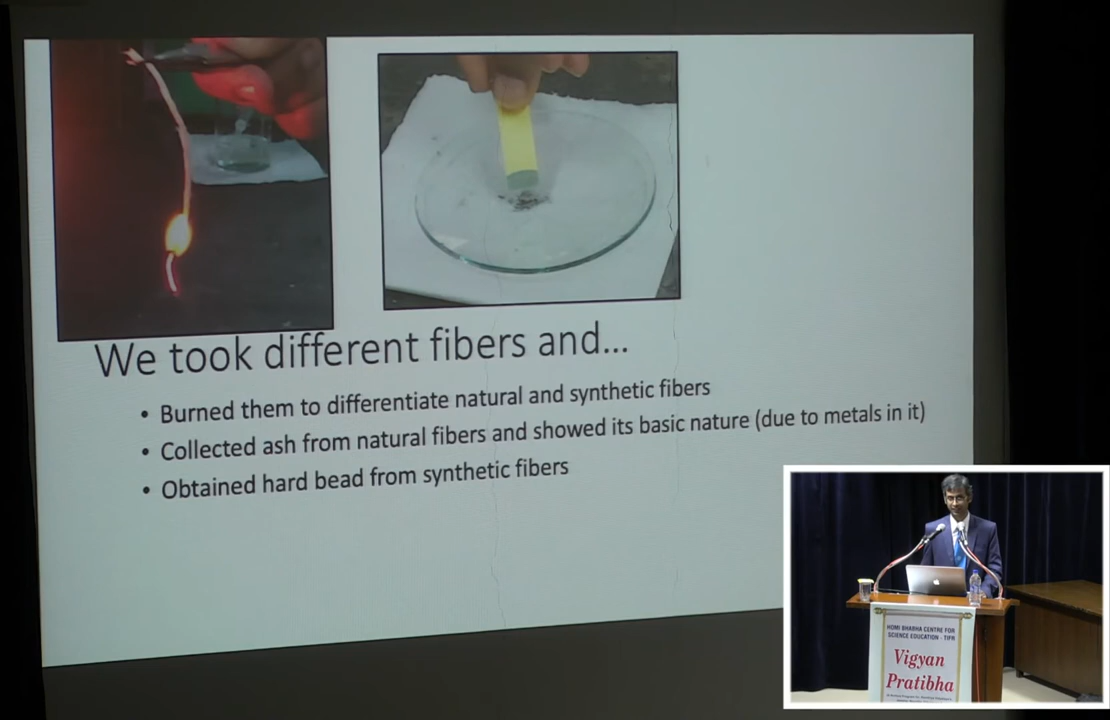 We took different fibers and...
• Burned them to differentiate natural and synthetic fibers
• Collected ash from natural fibers and showed its basic nature (due to metals in it)
• Obtained hard bead from synthetic fibers
HOMI BHABHA CENTRE FOR
SCIENCE EDUCATION - TIFR
Vigyan
Pratibha